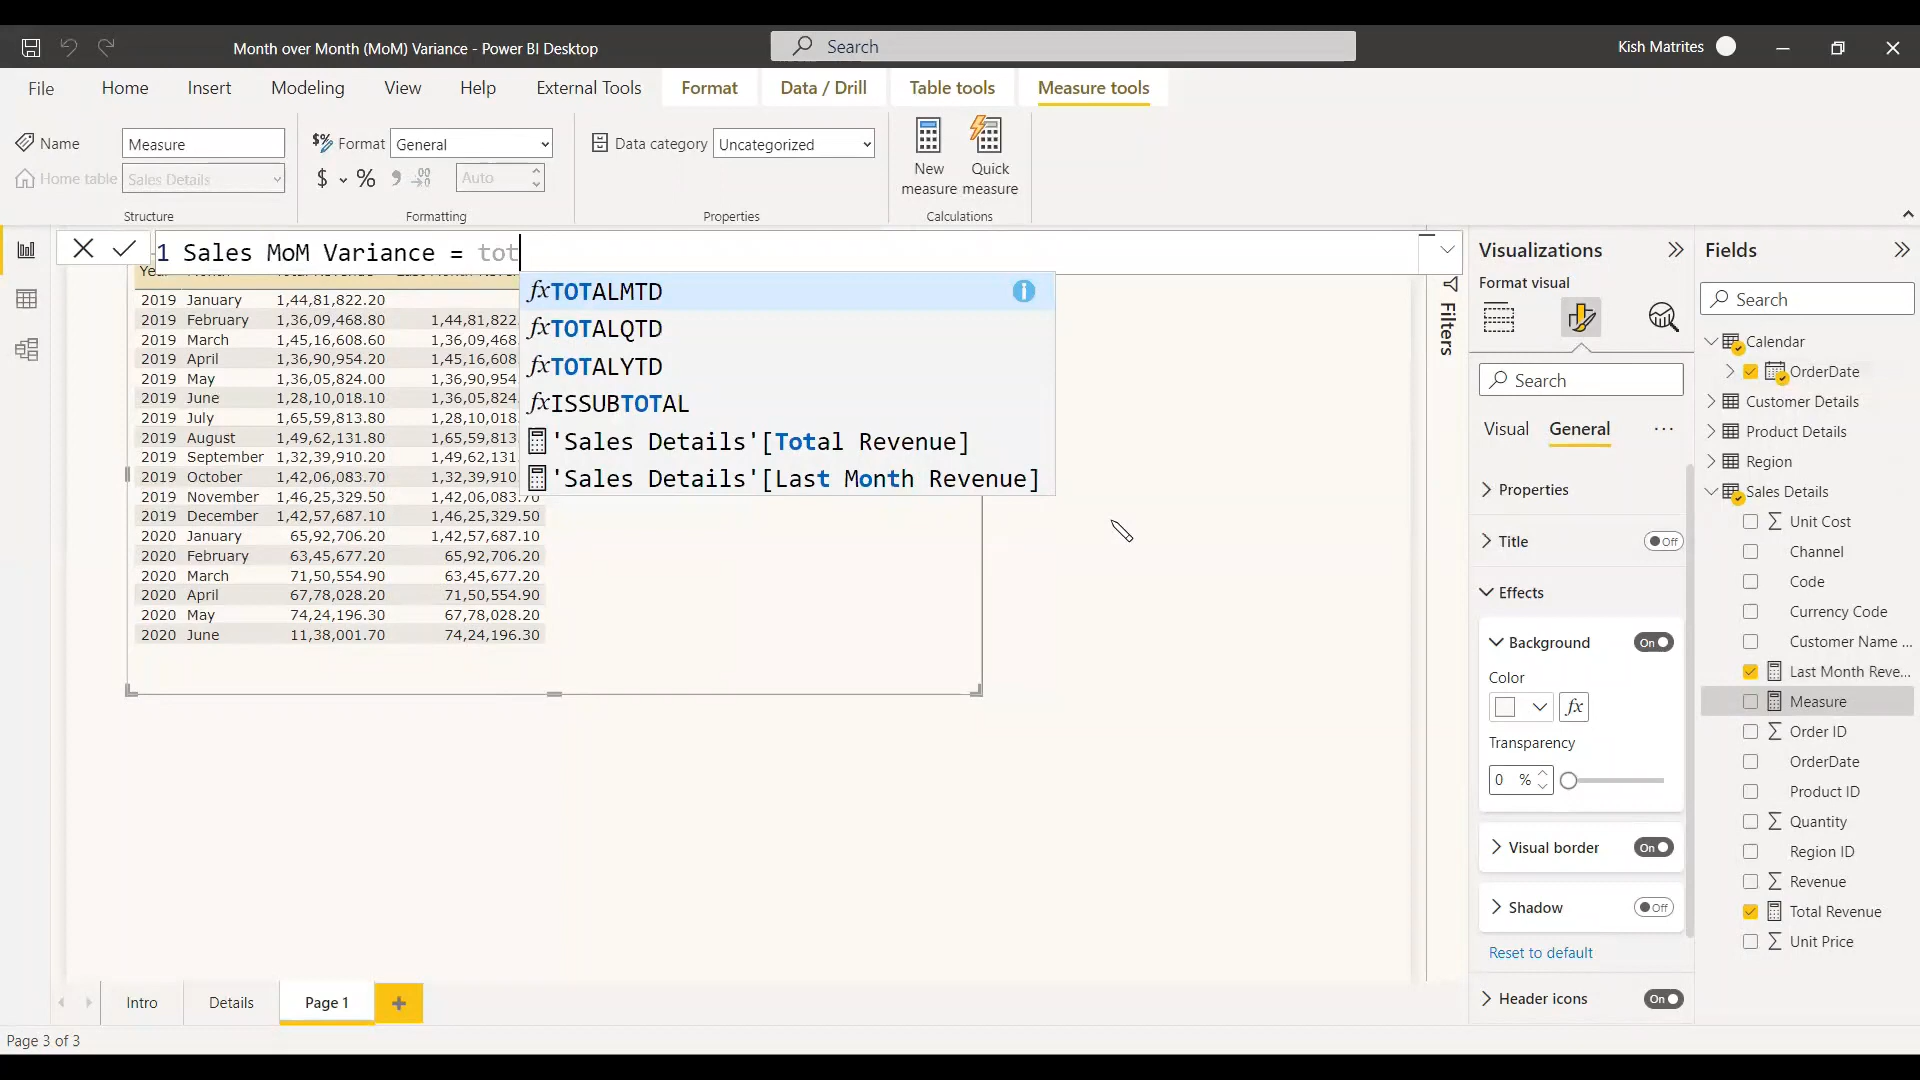 Month over Month (MoM) Variance - Power BI Desktop
Search
Kish Matrites
File Home Insert Modeling View Help External Tools Format Data / Drill Table tools Measure tools
Name Measure
Home table Sales Details
Structure
Format General
$ % , .00
Auto
Formatting
Data category Uncategorized
Properties
New measure
Quick measure
Calculations
1 Sales MoM Variance = tot
fx TOTALMTD
fx TOTALQTD
fx TOTALYTD
fx ISSUBTOTAL
'Sales Details'[Total Revenue]
'Sales Details'[Last Month Revenue]
2019 January 1,44,81,822.20
2019 February 1,36,09,468.80 1,44,81,822.
2019 March 1,45,16,608.60 1,36,09,468.
2019 April 1,36,90,954.20 1,45,16,608.
2019 May 1,36,05,824.00 1,36,90,954.
2019 June 1,28,10,018.10 1,36,05,824.
2019 July 1,65,59,813.80 1,28,10,018.
2019 August 1,49,62,131.80 1,65,59,813.
2019 September 1,32,39,910.20 1,49,62,131.
2019 October 1,42,06,083.70 1,32,39,910.
2019 November 1,46,25,329.50 1,42,06,083.70
2019 December 1,42,57,687.10 1,46,25,329.50
2020 January 65,92,706.20 1,42,57,687.10
2020 February 63,45,677.20 65,92,706.20
2020 March 71,50,554.90 63,45,677.20
2020 April 67,78,028.20 71,50,554.90
2020 May 74,24,196.30 67,78,028.20
2020 June 11,38,001.70 74,24,196.30
Filters
Visualizations
Format visual
Search
Visual General ...
Properties
Title Off
Effects
Background On
Color
fx
Transparency
0 %
Visual border On
Shadow Off
Reset to default
Header icons On
Fields
Search
Calendar
OrderDate
Customer Details
Product Details
Region
Sales Details
Unit Cost
Channel
Code
Currency Code
Customer Name ...
Last Month Reve...
Measure
Order ID
OrderDate
Product ID
Quantity
Region ID
Revenue
Total Revenue
Unit Price
Intro Details Page 1 +
Page 3 of 3